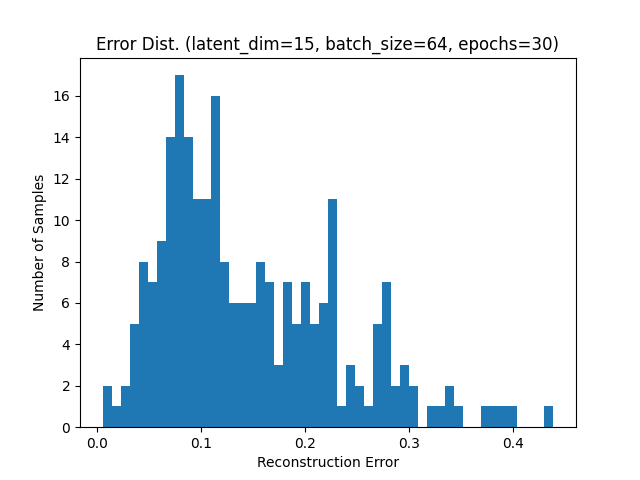 Error Dist. (latent_dim=15, batch_size=64, epochs=30)
16
14
12
10
8
6
4
2
0
Number of Samples
0.0 0.1 0.2 0.3 0.4
Reconstruction Error